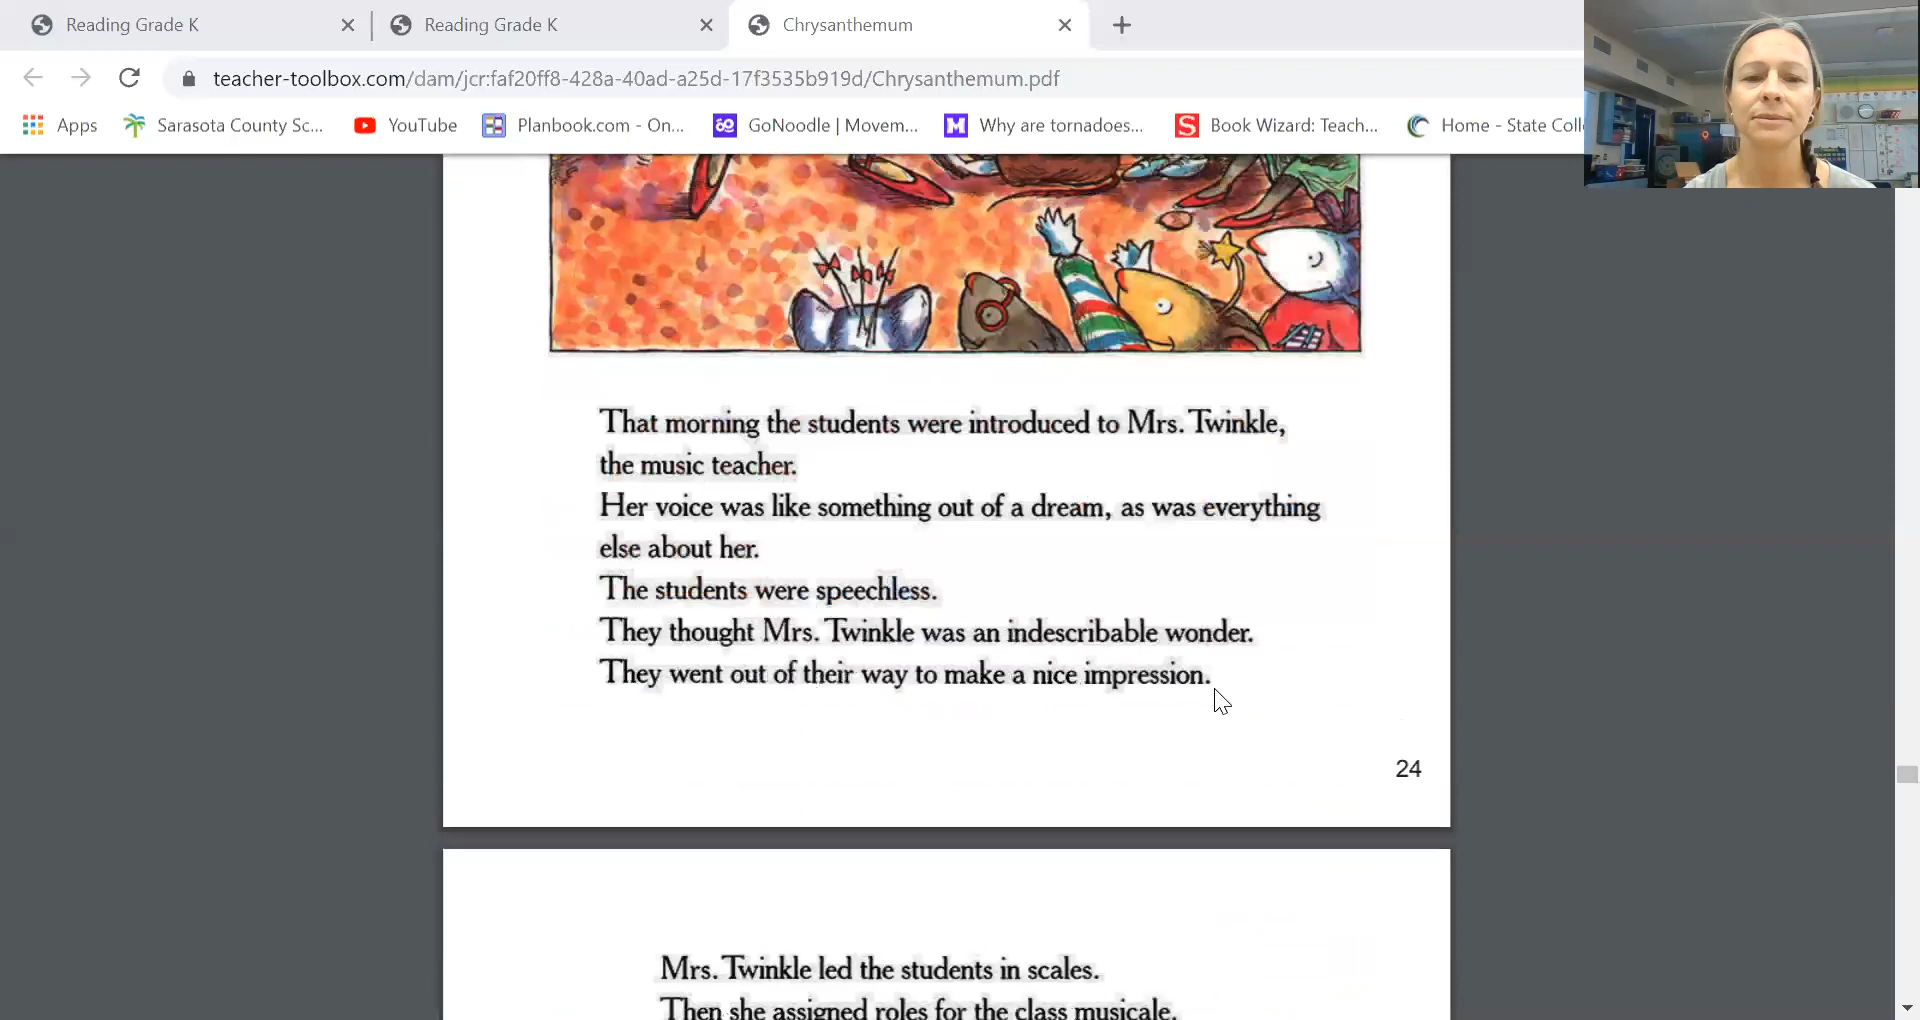 Reading Grade K
Reading Grade K
Chrysanthemum
teacher-toolbox.com/dam/jcr:faf20ff8-428a-40ad-a25d-17f3535b919d/Chrysanthemum.pdf
Apps
Sarasota County Sc...
YouTube
Planbook.com - On...
GoNoodle | Movem...
M
Why are tornadoes...
S
Book Wizard: Teach...
Home - State Coll
That morning the students were introduced to Mrs. Twinkle,
the music teacher.
Her voice was like something out of a dream, as was everything
else about her.
The students were speechless.
They thought Mrs. Twinkle was an indescribable wonder.
They went out of their way to make a nice impression.
24
Mrs. Twinkle led the students in scales.
Then she assigned roles for the class musicale.